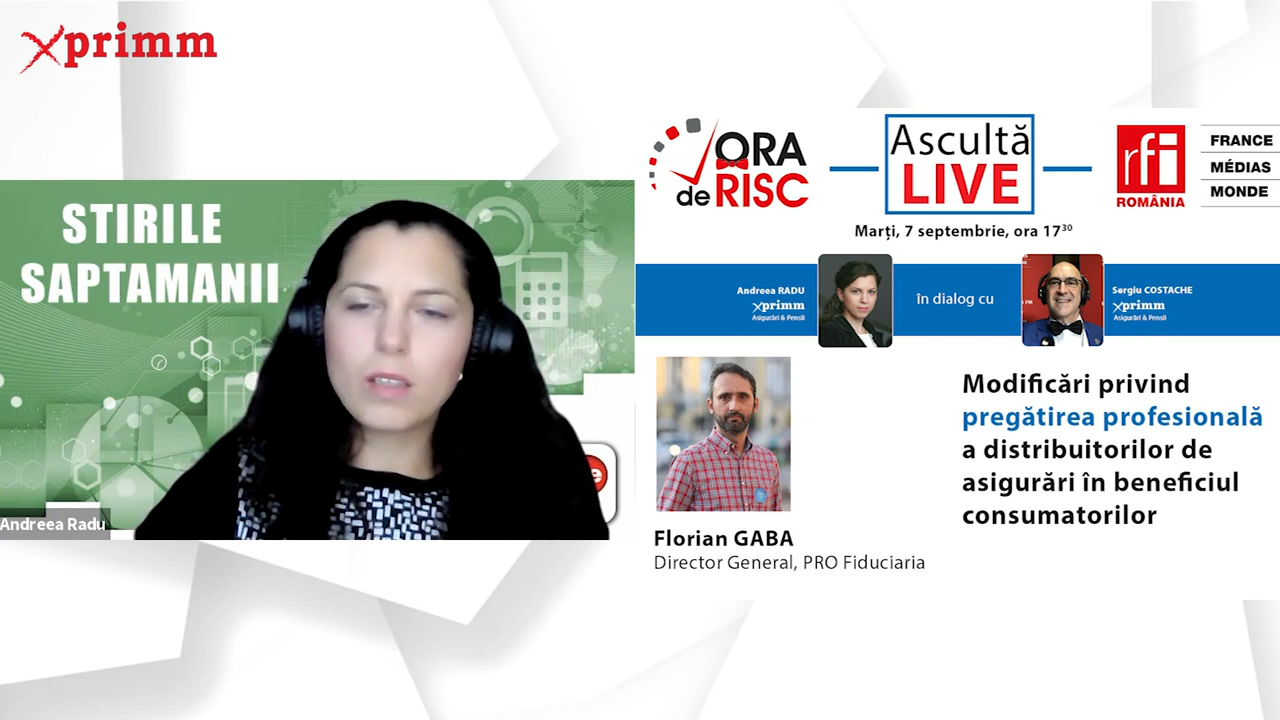 xprimm
STIRILE
SAPTAMANII
Andreea Radu
ORA
de RISC
Ascultă
LIVE
rfi
ROMÂNIA
FRANCE
MÉDIAS
MONDE
Marți, 7 septembrie, ora 17³⁰
Andreea RADU
xprimm
Asigurări & Pensii
în dialog cu
Sergiu COSTACHE
xprimm
Asigurări & Pensii
Florian GABA
Director General, PRO Fiduciaria
Modificări privind
pregătirea profesională
a distribuitorilor de
asigurări în beneficiul
consumatorilor